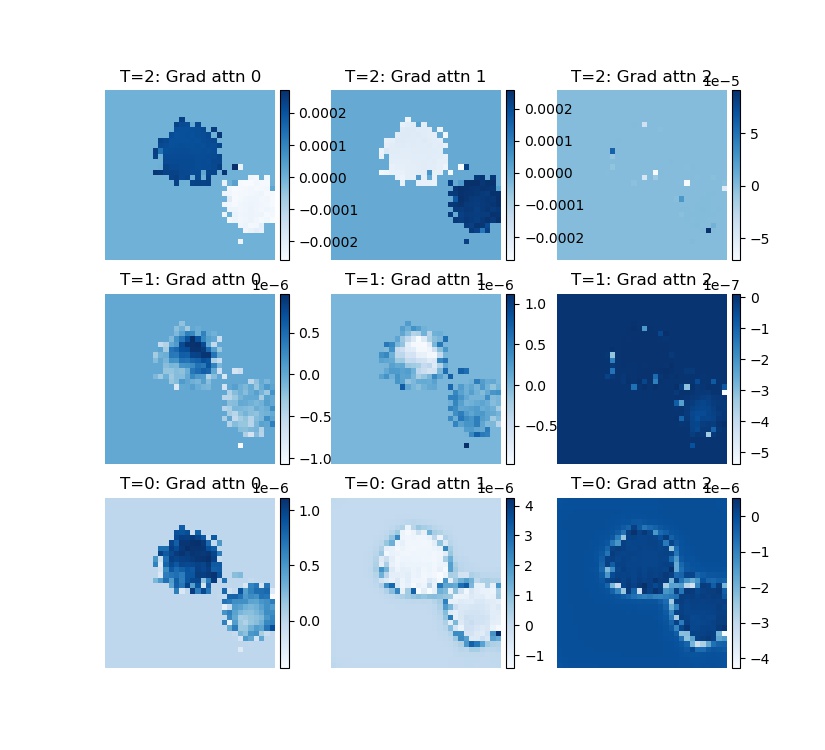 T=2: Grad attn 0 T=2: Grad attn 1 T=2: Grad attn 2
1e−5
0.0002 0.0002
0.0001 0.0001 5
0.0000 0.0000 0
−0.0001 −0.0001
−0.0002 −0.0002 −5
T=1: Grad attn 0 T=1: Grad attn 1 T=1: Grad attn 2
1e−6 1e−6 1e−7
0.5 1.0 0
0.0 0.5 −1
−0.5 0.0 −2
−1.0 −0.5 −3
−4
−5
T=0: Grad attn 0 T=0: Grad attn 1 T=0: Grad attn 2
1e−6 1e−6 1e−6
1.0 4 0
0.5 3 −1
0.0 2 −2
1 −3
0 −4
−1